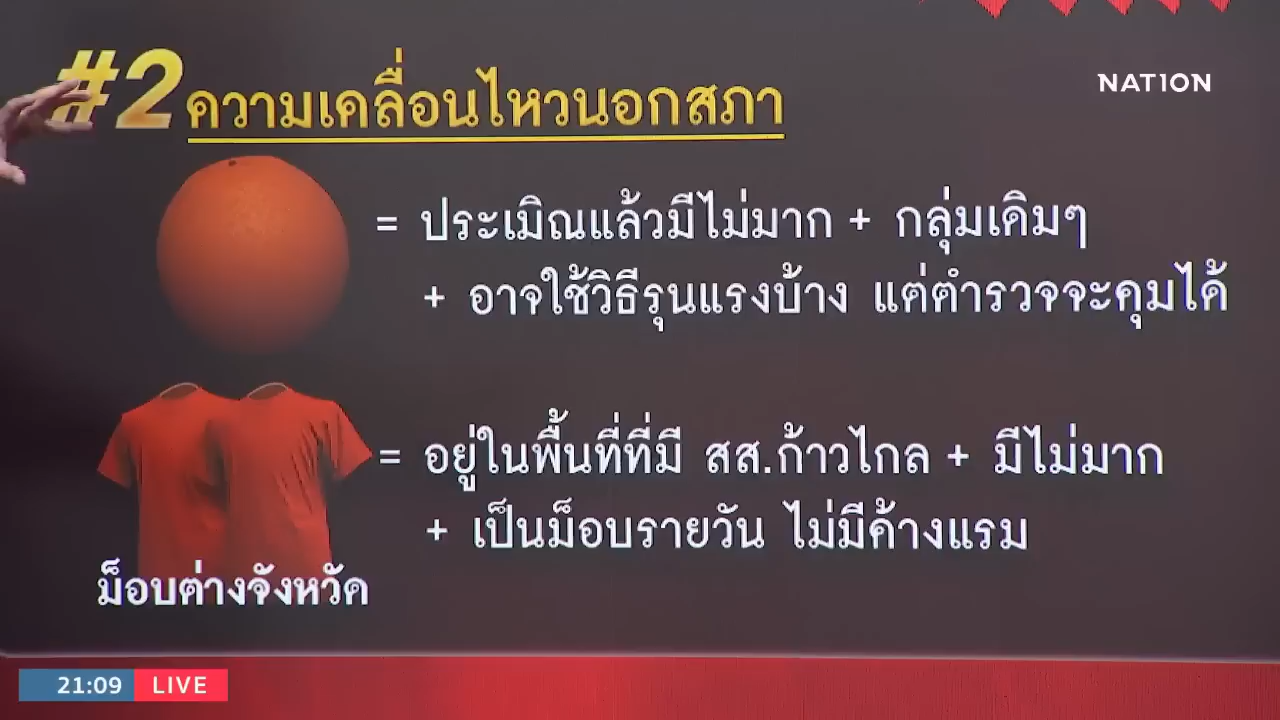 #2 ความเคลื่อนไหวนอกสภา
NATION
= ประเมิณแล้วมีไม่มาก + กลุ่มเดิมๆ
+ อาจใช้วิธีรุนแรงบ้าง แต่ตำรวจจะคุมได้
= อยู่ในพื้นที่ที่มี สส.ก้าวไกล + มีไม่มาก
+ เป็นม็อบรายวัน ไม่มีค้างแรม
ม็อบต่างจังหวัด
21:09 LIVE